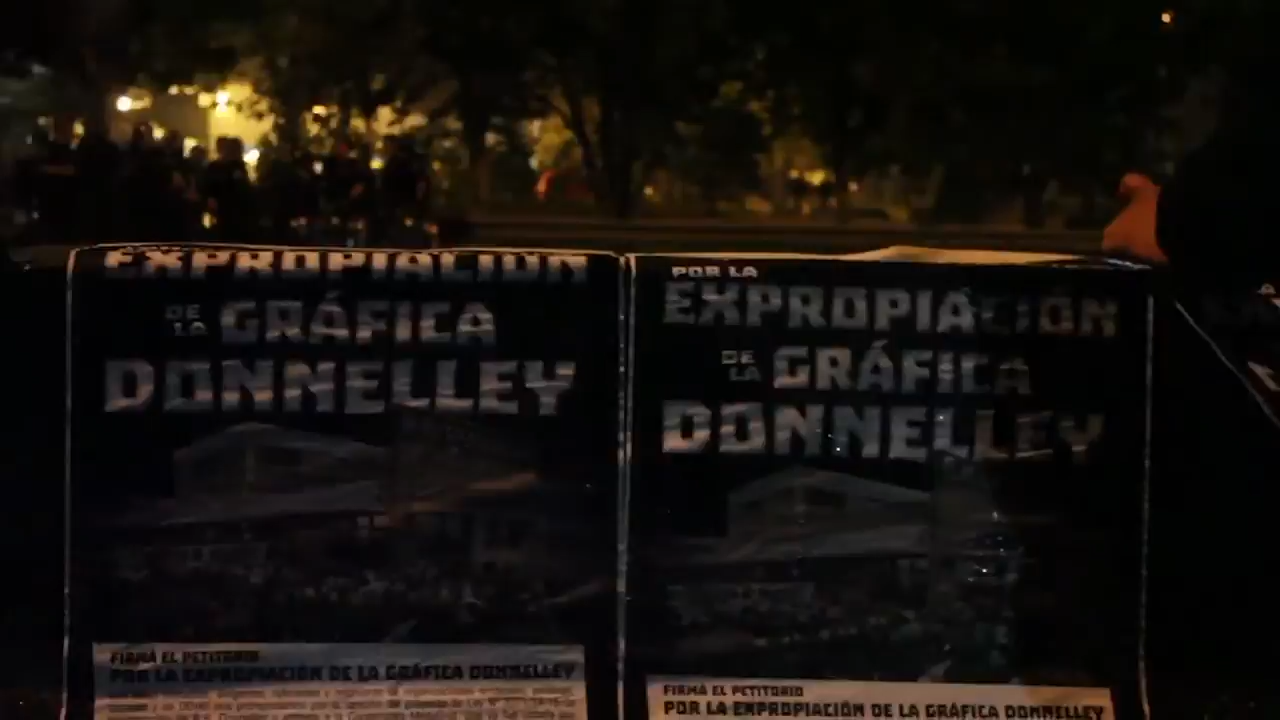 EXPROPIACIÓN
DE LA GRÁFICA
DONNELLEY
FIRMÁ EL PETITORIO
POR LA EXPROPIACIÓN DE LA GRÁFICA DONNELLEY
POR LA
EXPROPIACIÓN
DE LA GRÁFICA
DONNELLEY
FIRMÁ EL PETITORIO
POR LA EXPROPIACIÓN DE LA GRÁFICA DONNELLEY